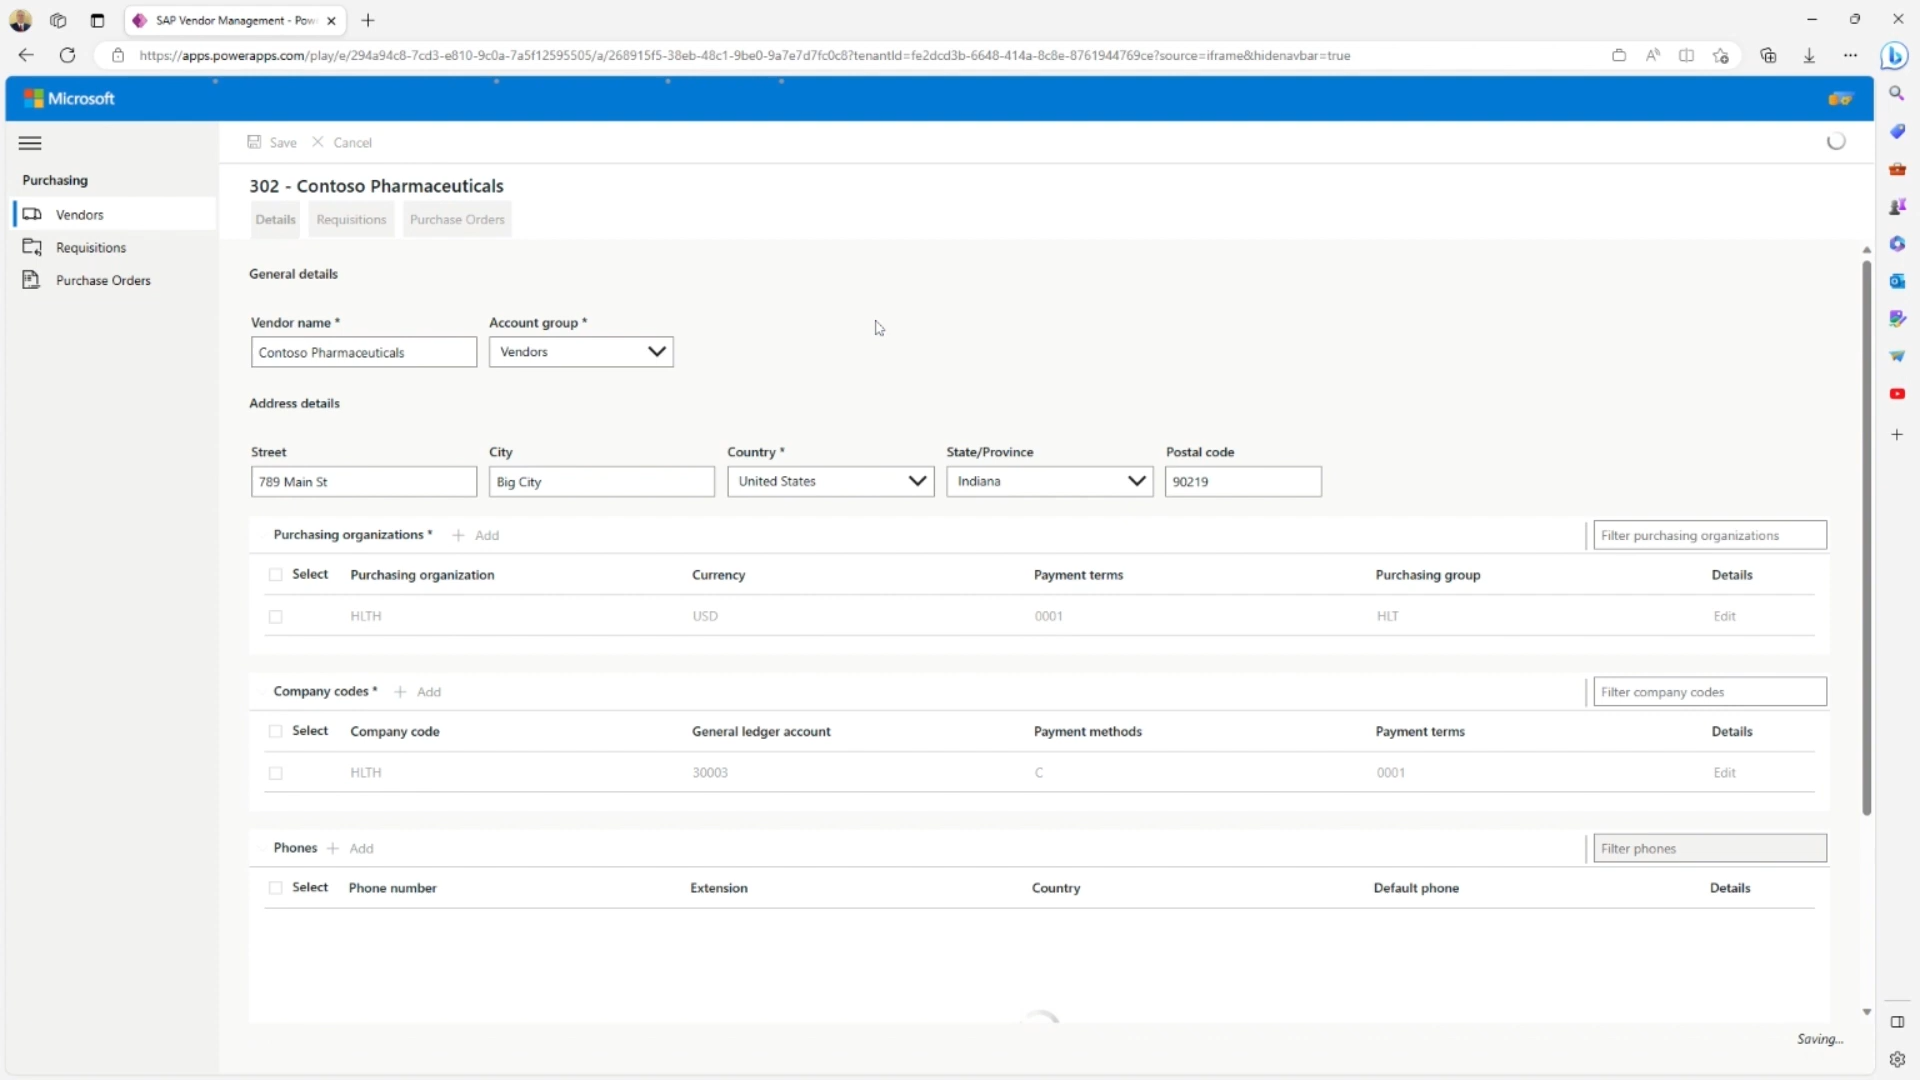 SAP Vendor Management - Pow
https://apps.powerapps.com/play/e/294a94c8-7cd3-e810-9c0a-7a5f12595505/a/268915f5-38eb-48c1-9be0-9a7e7d7fc0c8?tenantId=fe2dcd3b-6648-414a-8c8e-8761944769ce?source=iframe&hidenavbar=true
Microsoft
Save Cancel
Purchasing
Vendors
Requisitions
Purchase Orders
302 - Contoso Pharmaceuticals
Details Requisitions Purchase Orders
General details
Vendor name * Account group *
Contoso Pharmaceuticals Vendors
Address details
Street City Country * State/Province Postal code
789 Main St Big City United States Indiana 90219
Purchasing organizations * + Add Filter purchasing organizations
Select Purchasing organization Currency Payment terms Purchasing group Details
HLTH USD 0001 HLT Edit
Company codes * + Add Filter company codes
Select Company code General ledger account Payment methods Payment terms Details
HLTH 30003 C 0001 Edit
Phones + Add Filter phones
Select Phone number Extension Country Default phone Details
Saving...